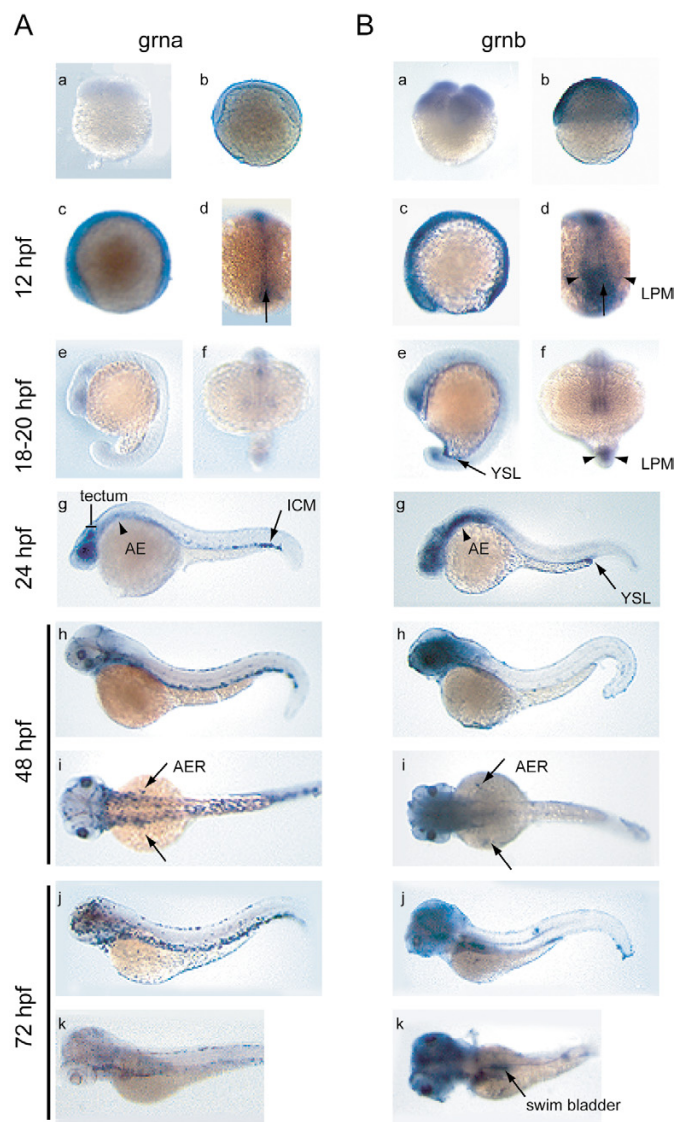 A
grna
a
b
12 hpf
c
d
18-20 hpf
e
f
24 hpf
g
tectum
AE
ICM
48 hpf
h
i
AER
72 hpf
j
k
B
grnb
a
b
c
d
LPM
e
YSL
f
LPM
g
AE
YSL
h
i
AER
j
k
swim bladder